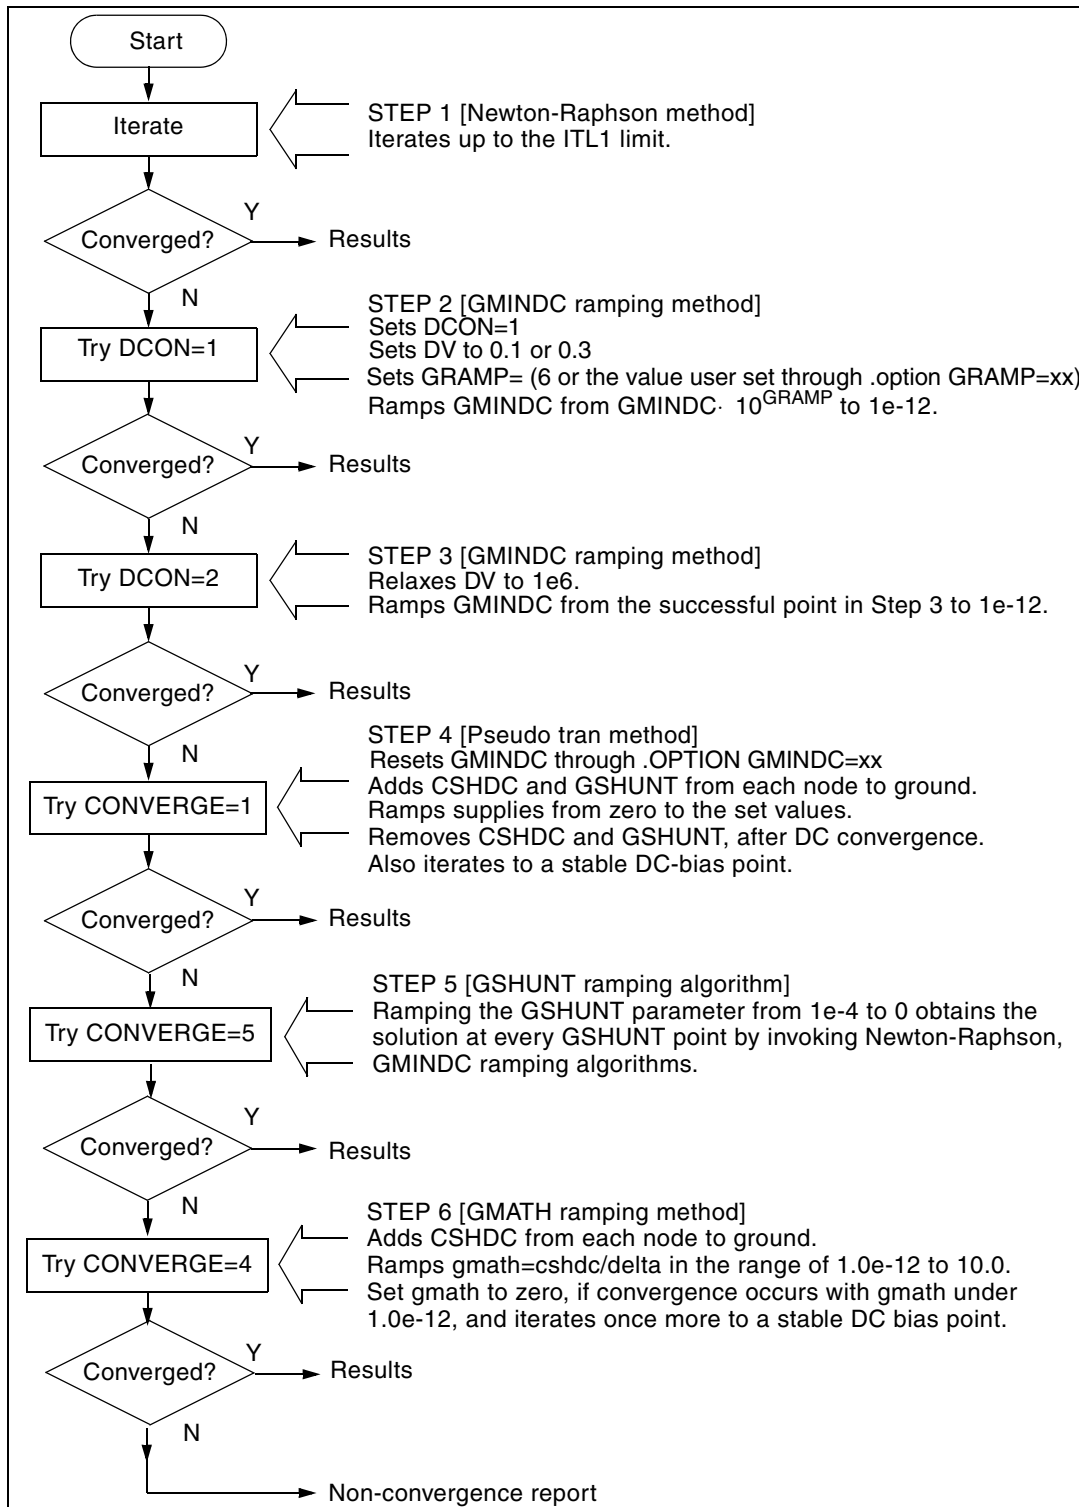 Start
Iterate
STEP 1 [Newton-Raphson method]
Iterates up to the ITL1 limit.
Converged?
Y
Results
N
Try DCON=1
STEP 2 [GMINDC ramping method]
Sets DCON=1
Sets DV to 0.1 or 0.3
Sets GRAMP= (6 or the value user set through .option GRAMP=xx)
Ramps GMINDC from GMINDC· 10^GRAMP to 1e-12.
Converged?
Y
Results
N
Try DCON=2
STEP 3 [GMINDC ramping method]
Relaxes DV to 1e6.
Ramps GMINDC from the successful point in Step 3 to 1e-12.
Converged?
Y
Results
N
Try CONVERGE=1
STEP 4 [Pseudo tran method]
Resets GMINDC through .OPTION GMINDC=xx
Adds CSHDC and GSHUNT from each node to ground.
Ramps supplies from zero to the set values.
Removes CSHDC and GSHUNT, after DC convergence.
Also iterates to a stable DC-bias point.
Converged?
Y
Results
N
Try CONVERGE=5
STEP 5 [GSHUNT ramping algorithm]
Ramping the GSHUNT parameter from 1e-4 to 0 obtains the
solution at every GSHUNT point by invoking Newton-Raphson,
GMINDC ramping algorithms.
Converged?
Y
Results
N
Try CONVERGE=4
STEP 6 [GMATH ramping method]
Adds CSHDC from each node to ground.
Ramps gmath=cshdc/delta in the range of 1.0e-12 to 10.0.
Set gmath to zero, if convergence occurs with gmath under
1.0e-12, and iterates once more to a stable DC bias point.
Converged?
Y
Results
N
Non-convergence report